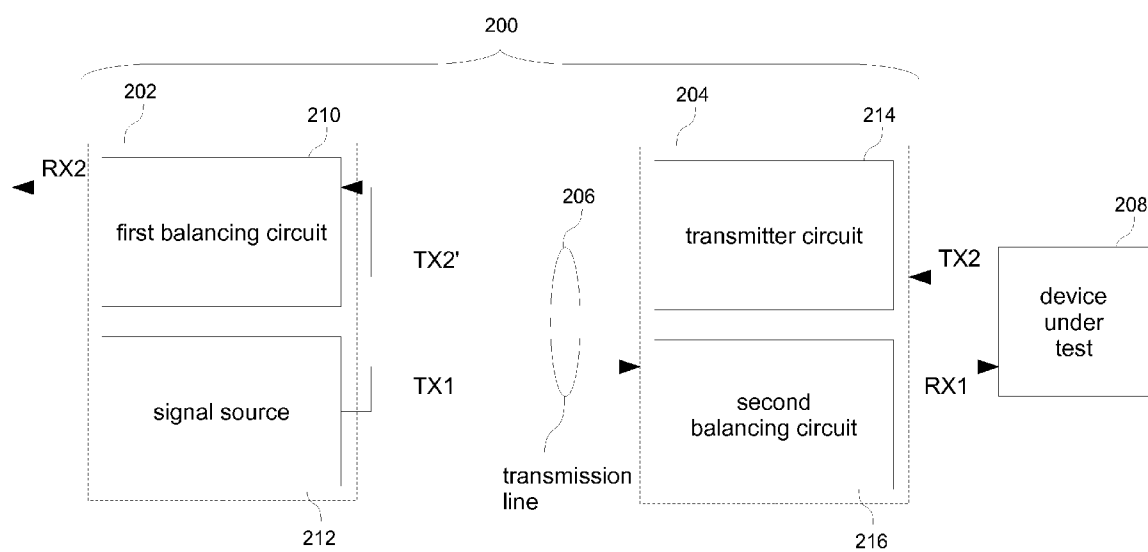 200
202
210
204
214
RX2
206
208
first balancing circuit
transmitter circuit
TX2'
TX2
device
under
test
TX1
RX1
signal source
second
balancing circuit
transmission
line
212
216